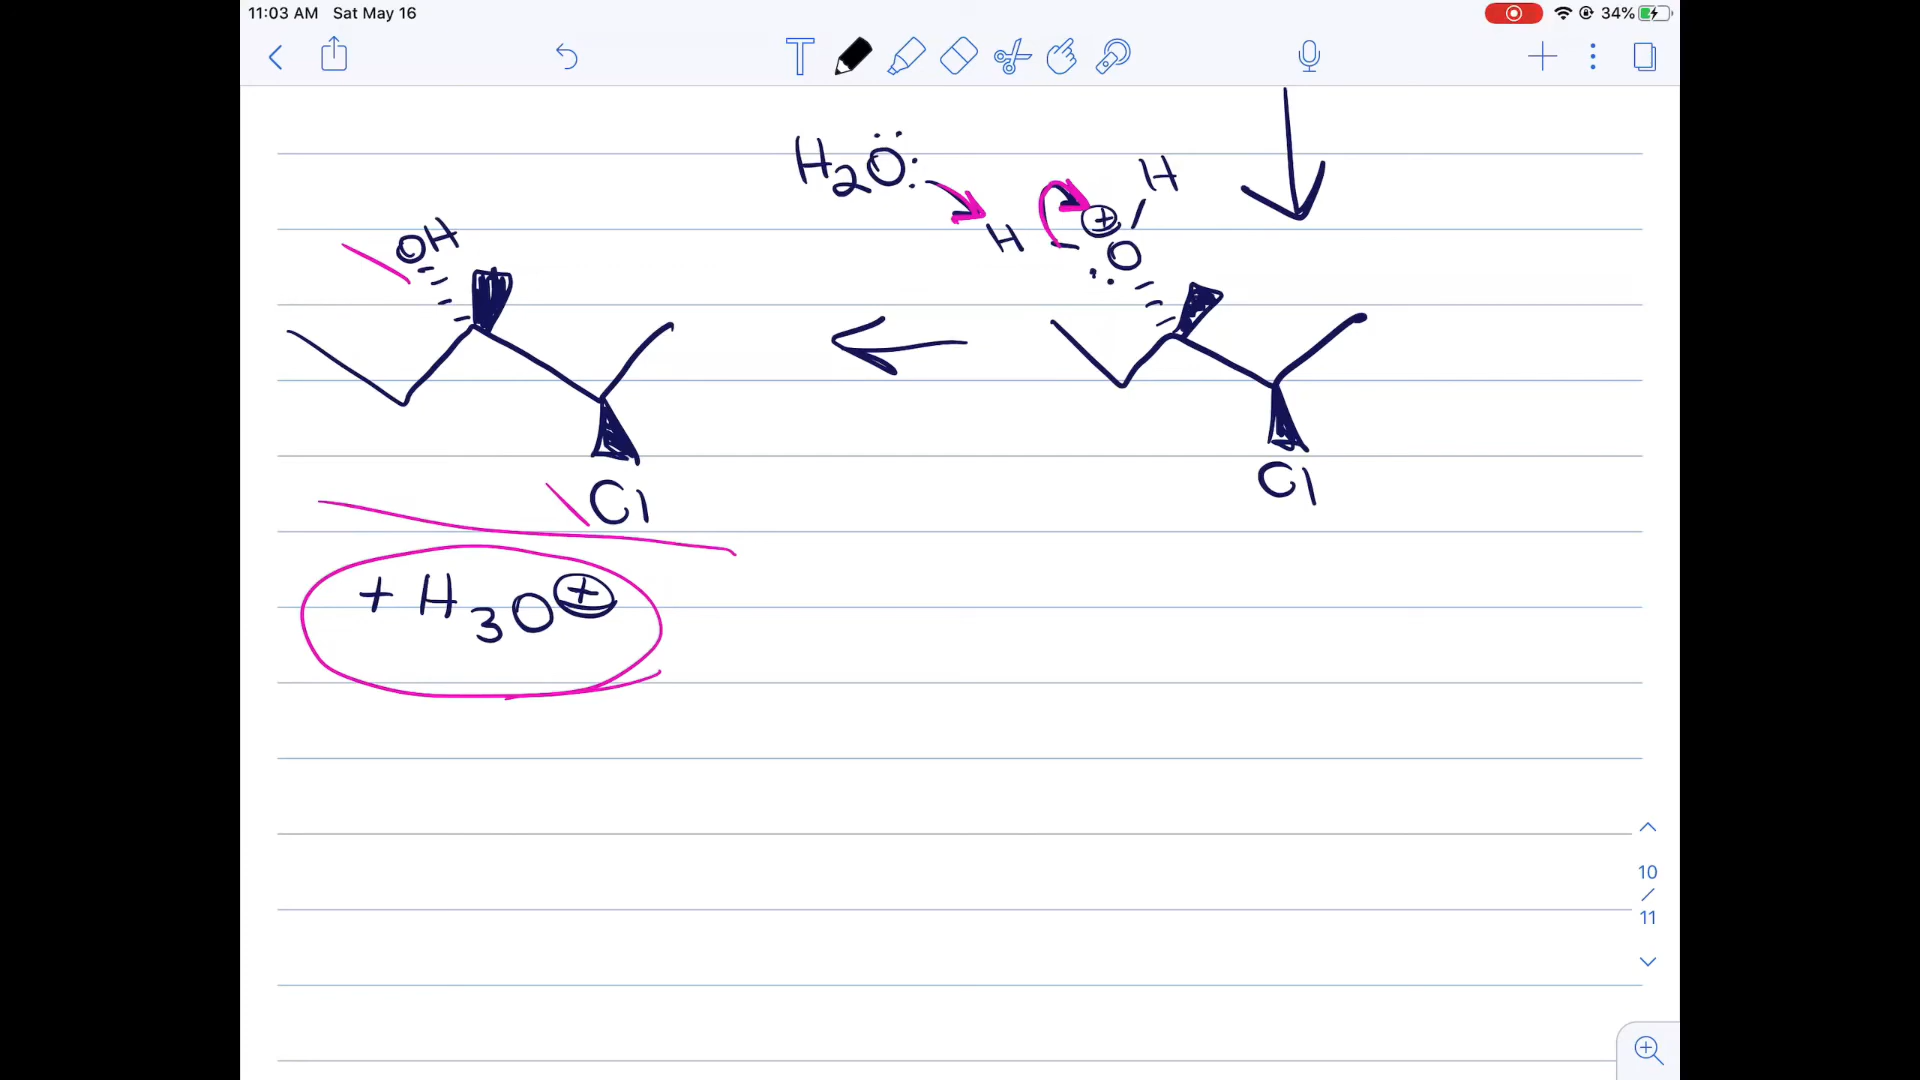 11:03 AM Sat May 16
34%
T
H₂O:
H
H
⊕
O
OH
Cl
Cl
+ H₃O⊕
10
/
11